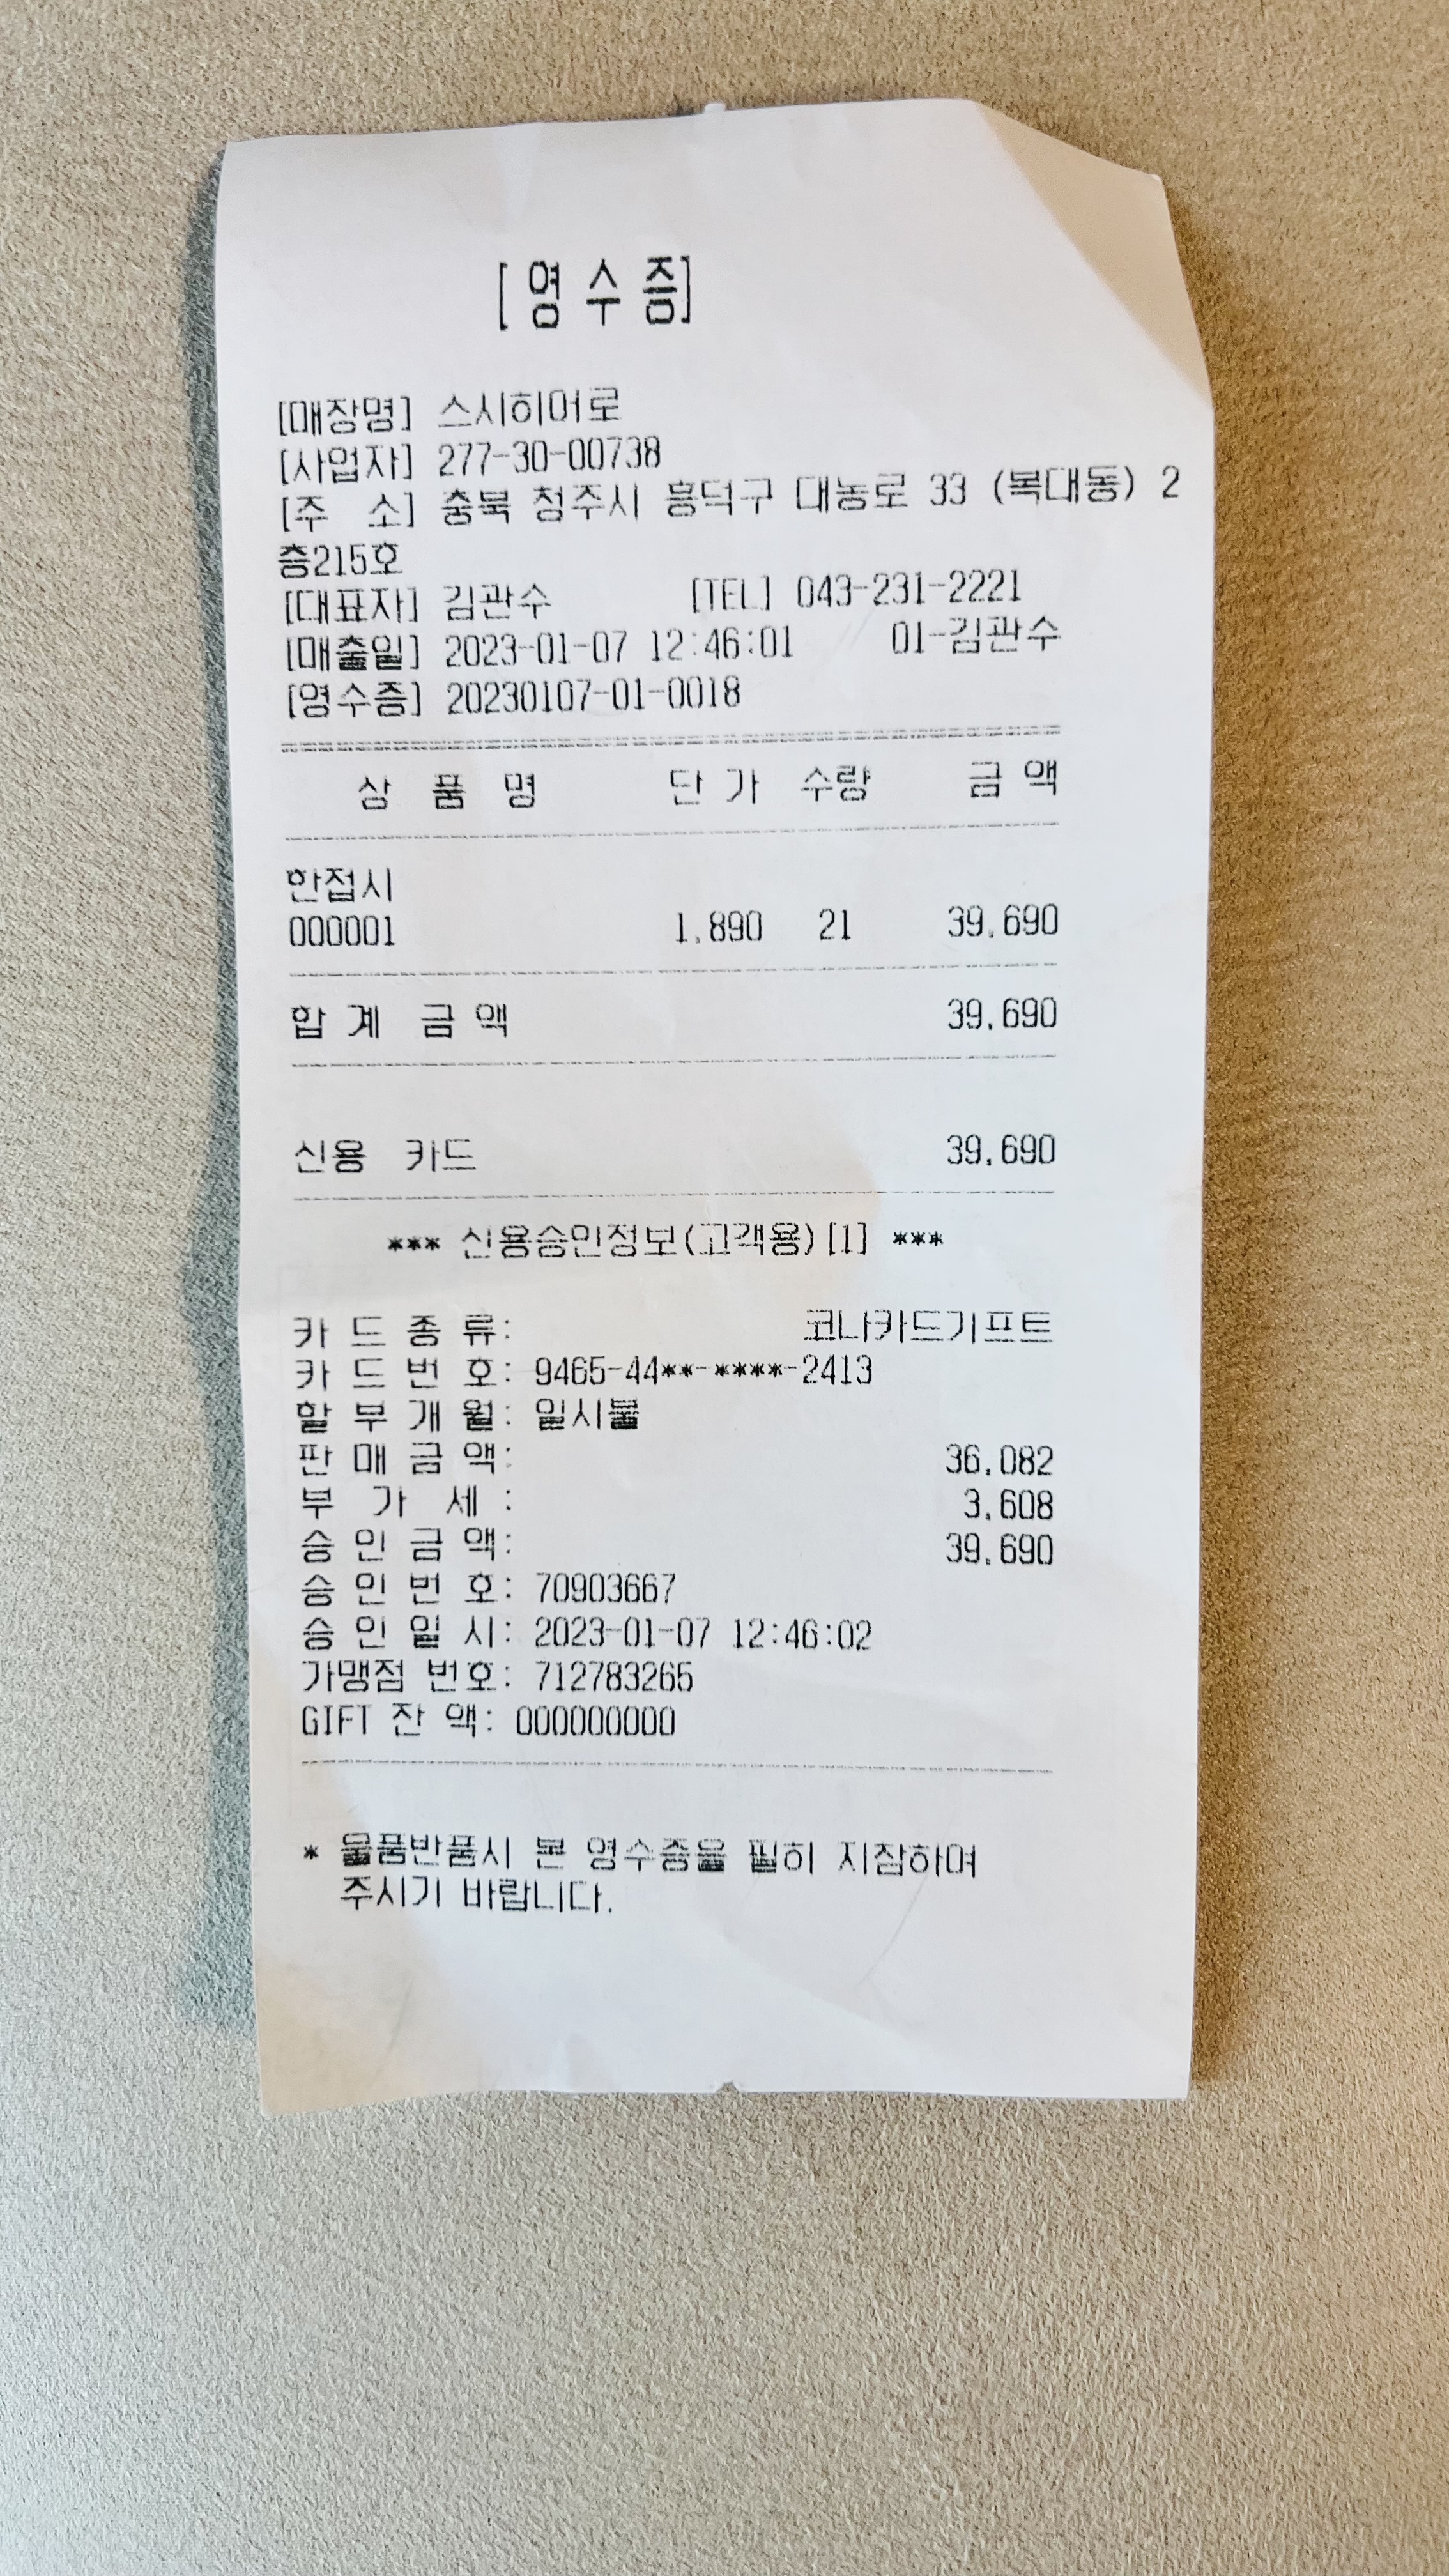 [영수증]
[매장명] 스시히어로
[사업자] 277-30-00738
[주 소] 충북 청주시 흥덕구 대농로 33 (복대동) 2
층215호
[대표자] 김관수 [TEL] 043-231-2221
[매출일] 2023-01-07 12:46:01 01-김관수
[영수증] 20230107-01-0018
상 품 명 단 가 수량 금 액
한접시
000001 1,890 21 39,690
합 계 금 액 39,690
신용 카드 39,690
*** 신용승인정보(고객용)[1] ***
카 드 종 류: 코나카드기프트
카 드 번 호: 9465-44**-****-2413
할 부 개 월: 일시불
판 매 금 액: 36,082
부 가 세 : 3,608
승 인 금 액: 39,690
승 인 번 호: 70903667
승 인 일 시: 2023-01-07 12:46:02
가맹점 번호: 712783265
GIFT 잔 액: 000000000
* 물품반품시 본 영수증을 필히 지참하여
주시기 바랍니다.